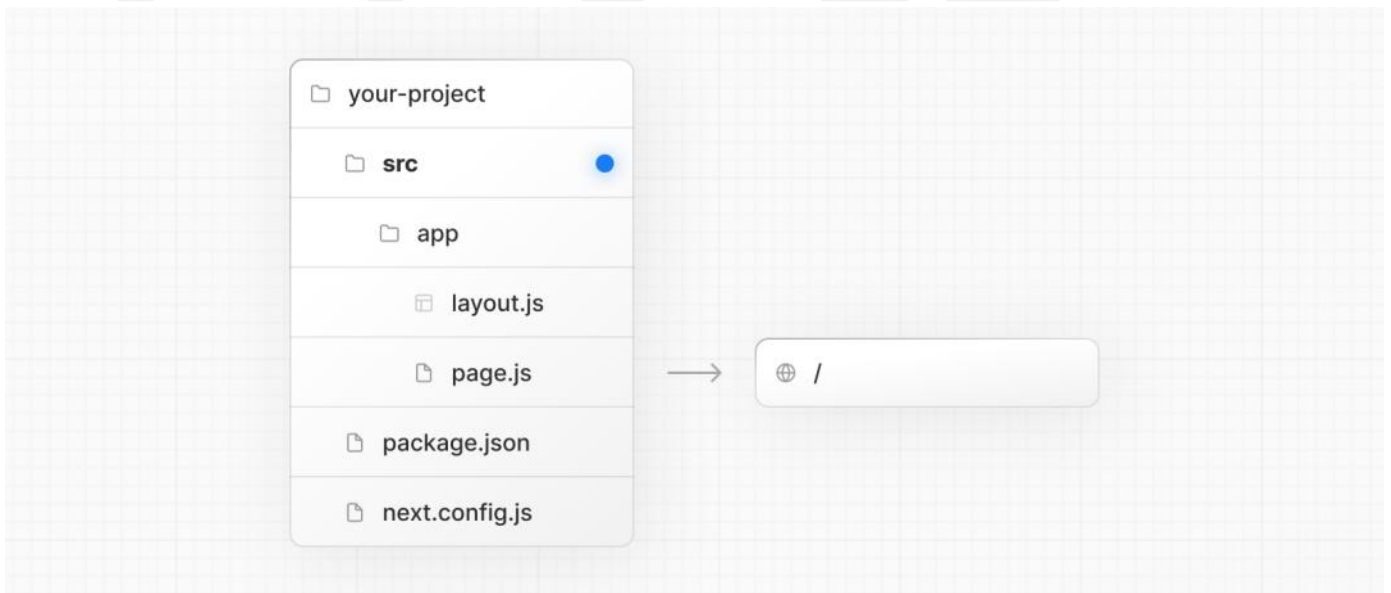 your-project
src
app
layout.js
page.js
/
package.json
next.config.js